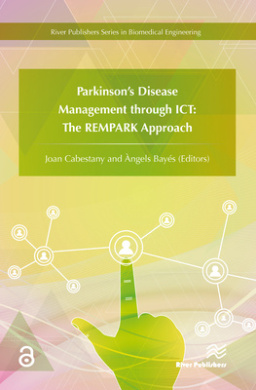 River Publishers Series in Biomedical Engineering
Parkinson's Disease
Management through ICT:
The REMPARK Approach
Joan Cabestany and Àngels Bayés (Editors)
River Publishers